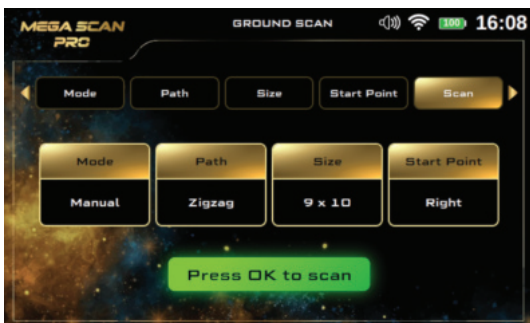 MEGA SCAN
PRO
GROUND SCAN
100
16:08
Mode
Path
Size
Start Point
Scan
Mode
Path
Size
Start Point
Manual
Zigzag
9 x 10
Right
Press OK to scan